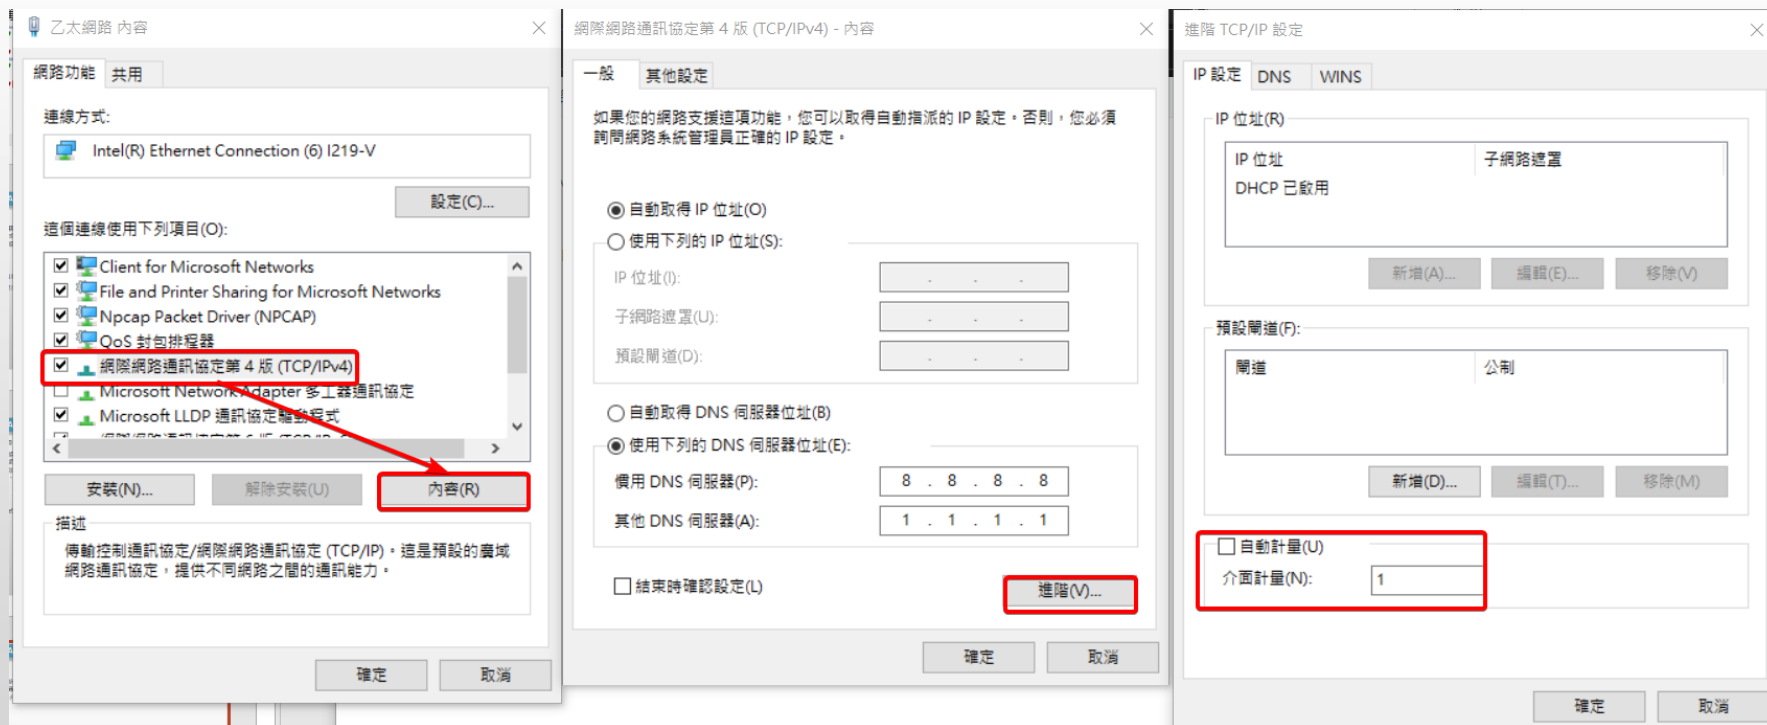 乙太網路 內容
網路功能 共用
連線方式:
Intel(R) Ethernet Connection (6) I219-V
設定(C)...
這個連線使用下列項目(O):
Client for Microsoft Networks
File and Printer Sharing for Microsoft Networks
Npcap Packet Driver (NPCAP)
QoS 封包排程器
網際網路通訊協定第 4 版 (TCP/IPv4)
Microsoft Network Adapter 多工器通訊協定
Microsoft LLDP 通訊協定驅動程式
安裝(N)... 解除安裝(U) 內容(R)
描述
傳輸控制通訊協定/網際網路通訊協定 (TCP/IP)。這是預設的廣域
網路通訊協定，提供不同網路之間的通訊能力。
確定 取消
網際網路通訊協定第 4 版 (TCP/IPv4) - 內容
一般 其他設定
如果您的網路支援這項功能，您可以取得自動指派的 IP 設定。否則，您必須
詢問網路系統管理員正確的 IP 設定。
自動取得 IP 位址(O)
使用下列的 IP 位址(S):
IP 位址(I):
子網路遮罩(U):
預設閘道(D):
自動取得 DNS 伺服器位址(B)
使用下列的 DNS 伺服器位址(E):
慣用 DNS 伺服器(P): 8 . 8 . 8 . 8
其他 DNS 伺服器(A): 1 . 1 . 1 . 1
結束時確認設定(L)
進階(V)...
確定 取消
進階 TCP/IP 設定
IP 設定 DNS WINS
IP 位址(R)
IP 位址 子網路遮罩
DHCP 已啟用
新增(A)... 編輯(E)... 移除(V)
預設閘道(F):
閘道 公制
新增(D)... 編輯(T)... 移除(M)
自動計量(U)
介面計量(N): 1
確定 取消